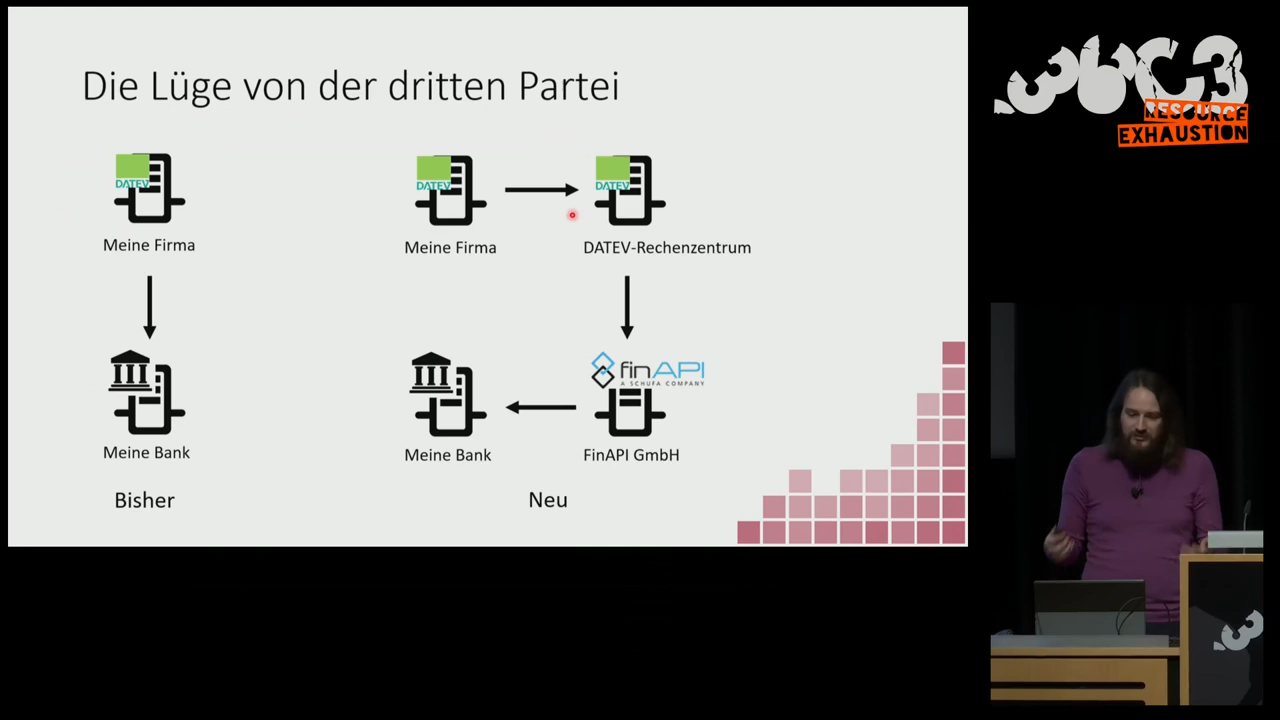 Die Lüge von der dritten Partei
36C3
RESOURCE
EXHAUSTION
DATEV
Meine Firma
DATEV
Meine Firma
DATEV
DATEV-Rechenzentrum
Meine Bank
Meine Bank
finAPI
A SCHUFA COMPANY
FinAPI GmbH
Bisher
Neu